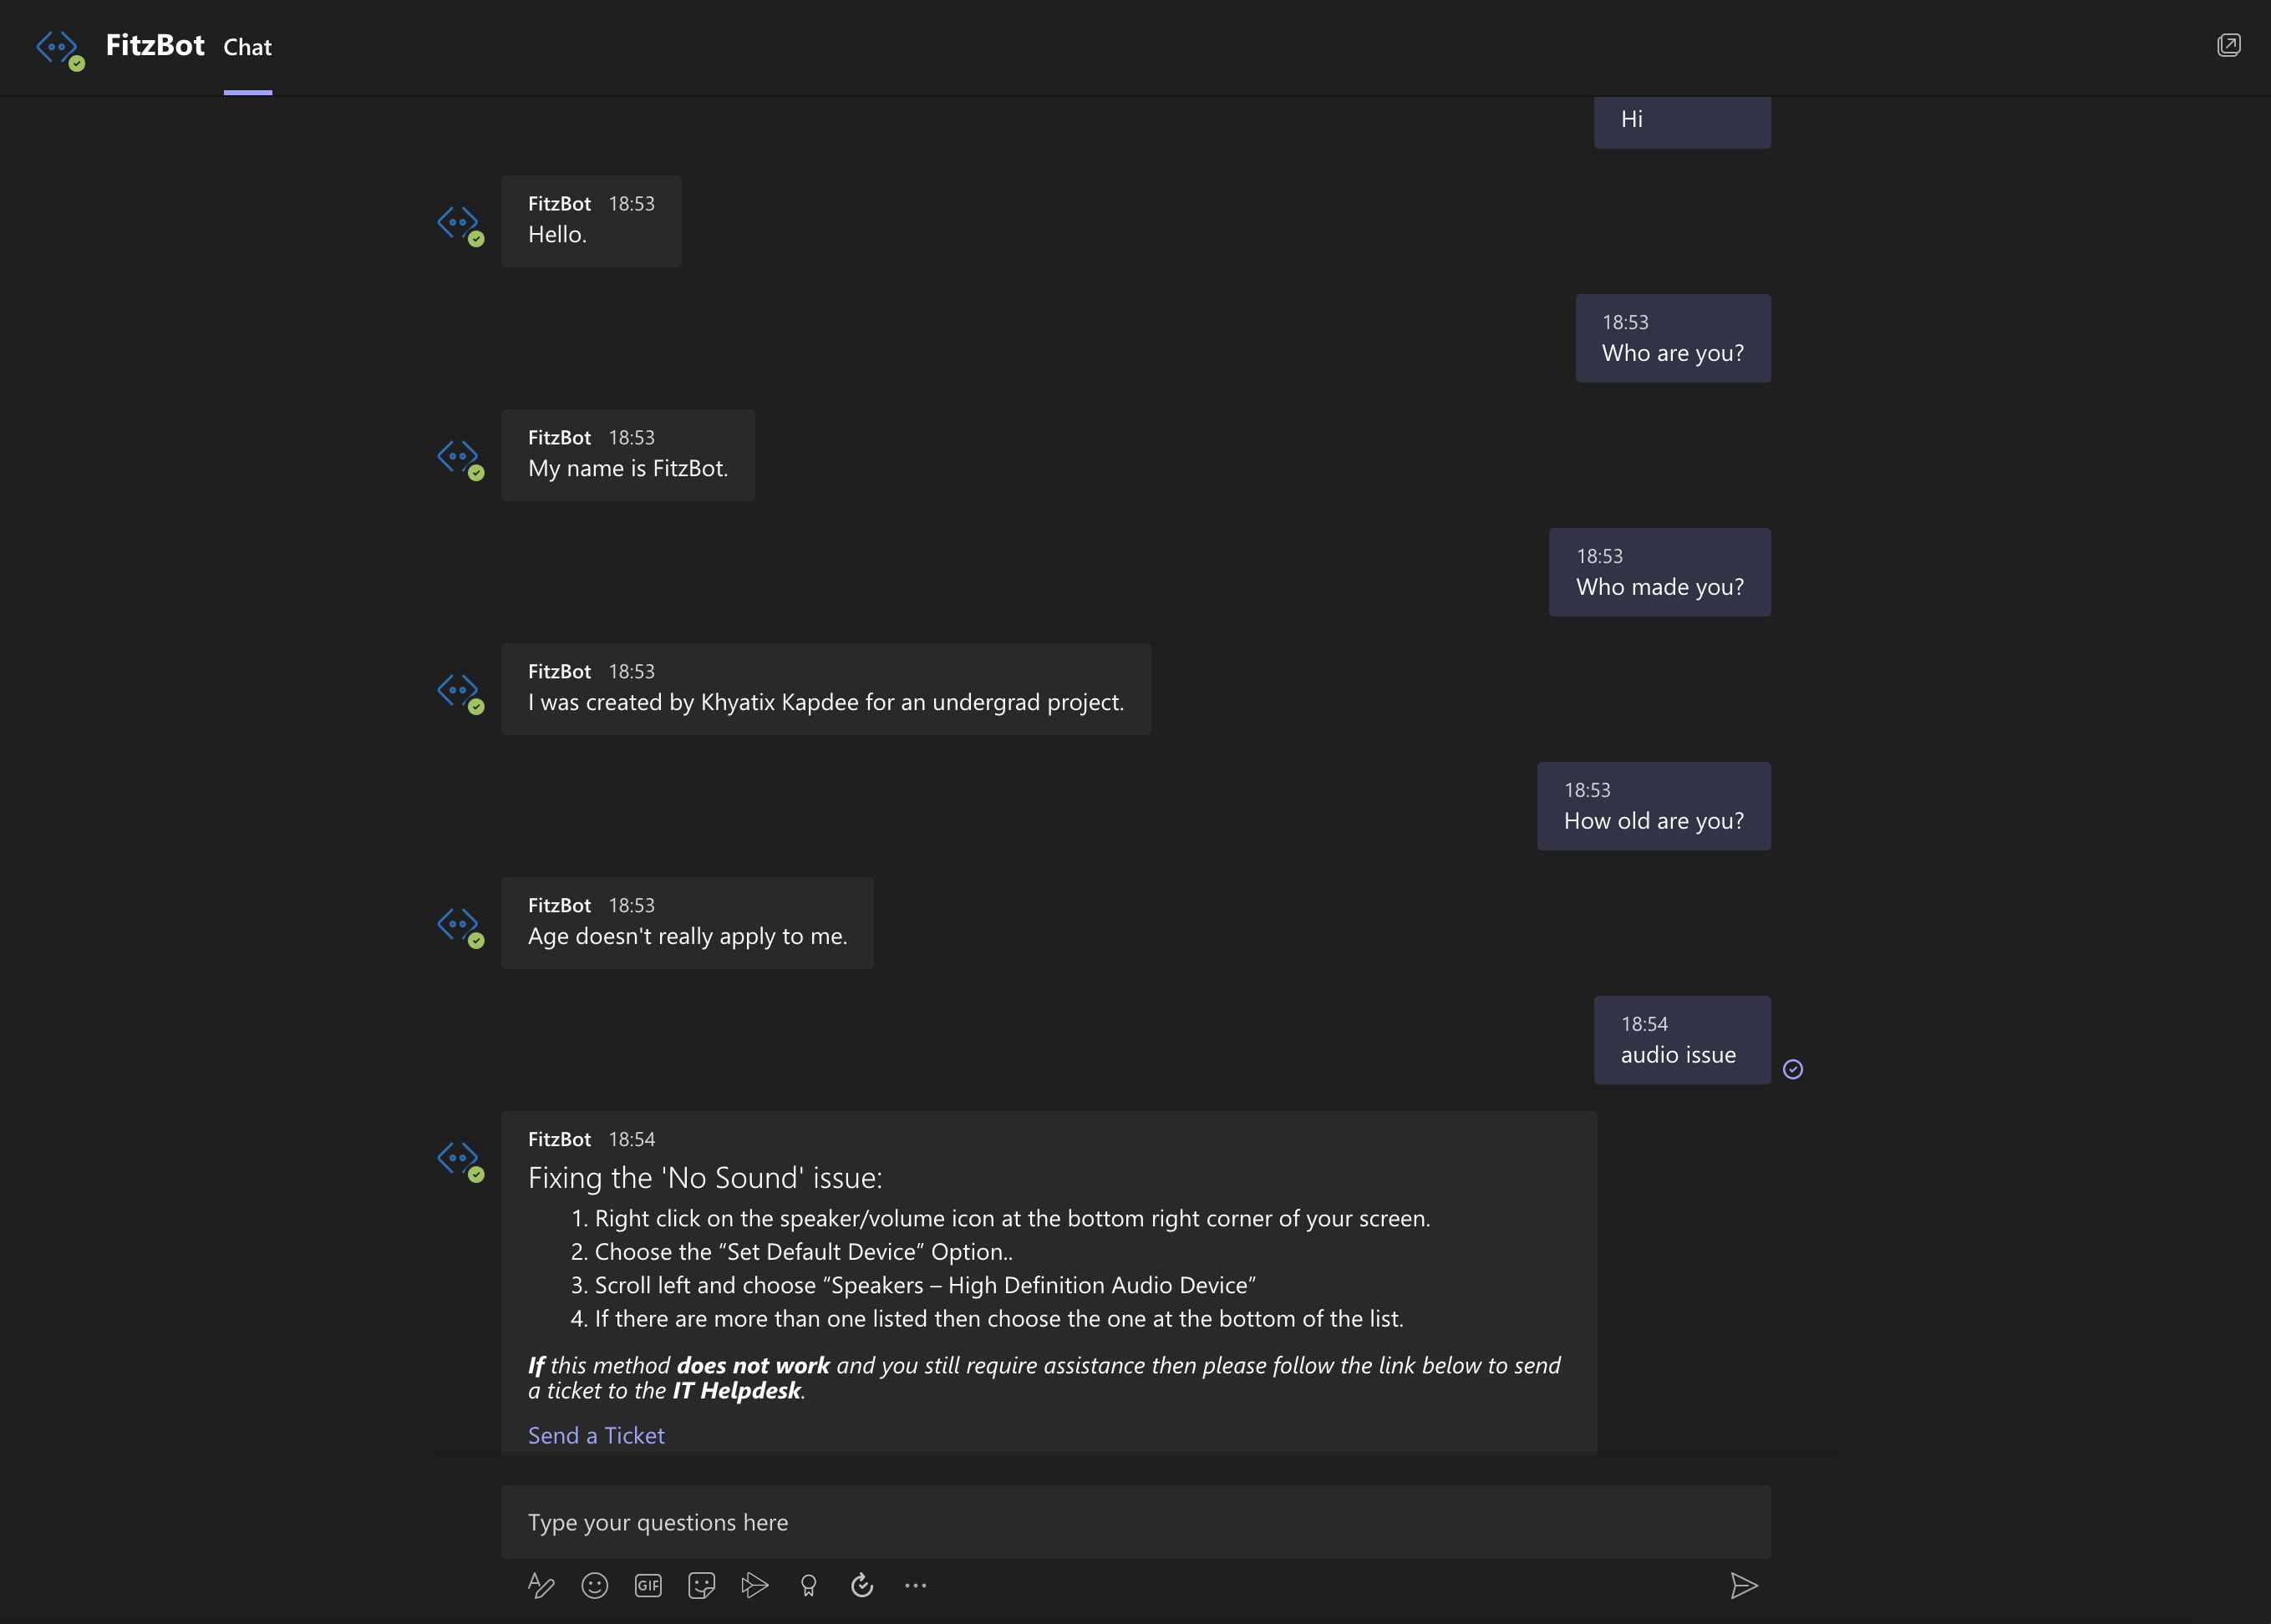 FitzBot Chat
Hi
FitzBot 18:53
Hello.
18:53
Who are you?
FitzBot 18:53
My name is FitzBot.
18:53
Who made you?
FitzBot 18:53
I was created by Khyatix Kapdee for an undergrad project.
18:53
How old are you?
FitzBot 18:53
Age doesn't really apply to me.
18:54
audio issue
FitzBot 18:54
Fixing the 'No Sound' issue:
1. Right click on the speaker/volume icon at the bottom right corner of your screen.
2. Choose the “Set Default Device” Option..
3. Scroll left and choose “Speakers – High Definition Audio Device”
4. If there are more than one listed then choose the one at the bottom of the list.
If this method does not work and you still require assistance then please follow the link below to send
a ticket to the IT Helpdesk.
Send a Ticket
Type your questions here
GIF